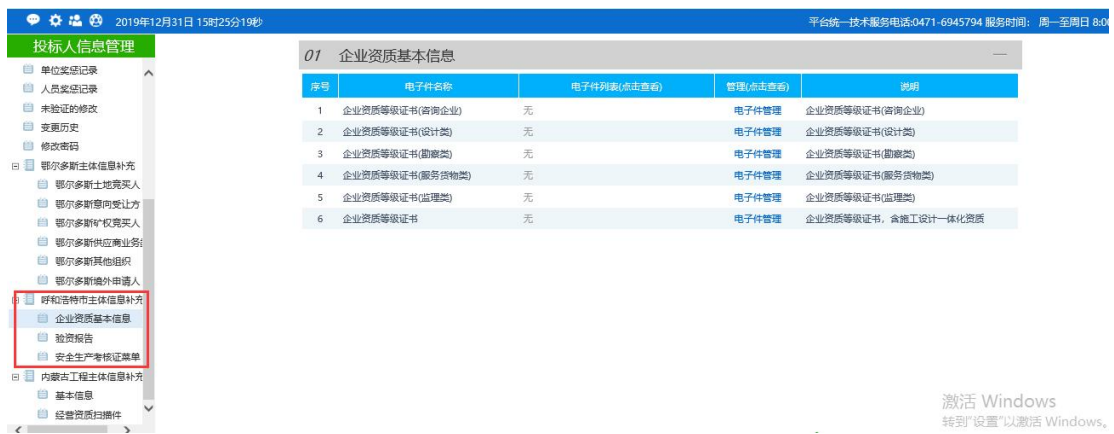 2019年12月31日 15时25分19秒
平台统一技术服务电话:0471-6945794 服务时间： 周一至周日 8:00
投标人信息管理
单位奖惩记录
人员奖惩记录
未验证的修改
变更历史
修改密码
鄂尔多斯主体信息补充
鄂尔多斯土地竞买人
鄂尔多斯意向受让方
鄂尔多斯矿权竞买人
鄂尔多斯供应商业务
鄂尔多斯其他组织
鄂尔多斯境外申请人
呼和浩特市主体信息补充
企业资质基本信息
验资报告
安全生产考核证菜单
内蒙古工程主体信息补充
基本信息
经营资质扫描件
01 企业资质基本信息
序号 电子件名称 电子件列表(点击查看) 管理(点击查看) 说明
1 企业资质等级证书(咨询企业) 无 电子件管理 企业资质等级证书(咨询企业)
2 企业资质等级证书(设计类) 无 电子件管理 企业资质等级证书(设计类)
3 企业资质等级证书(勘察类) 无 电子件管理 企业资质等级证书(勘察类)
4 企业资质等级证书(服务货物类) 无 电子件管理 企业资质等级证书(服务货物类)
5 企业资质等级证书(监理类) 无 电子件管理 企业资质等级证书(监理类)
6 企业资质等级证书 无 电子件管理 企业资质等级证书，含施工设计一体化资质
激活 Windows
转到"设置"以激活 Windows。